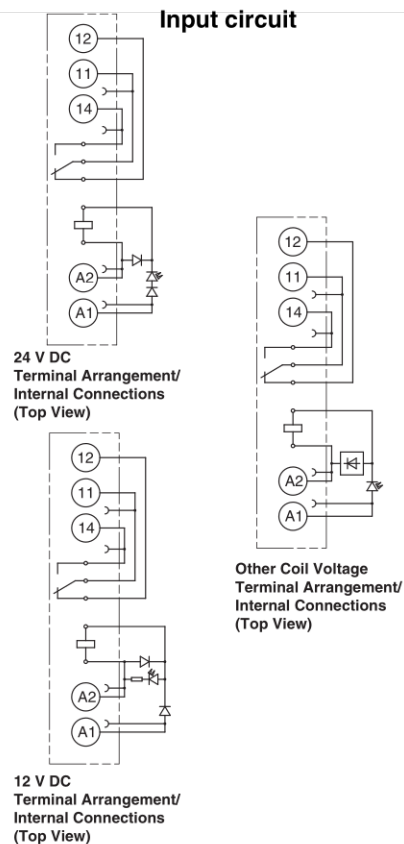 Input circuit
12
11
14
A2
A1
24 V DC
Terminal Arrangement/
Internal Connections
(Top View)
12
11
14
A2
A1
Other Coil Voltage
Terminal Arrangement/
Internal Connections
(Top View)
12
11
14
A2
A1
12 V DC
Terminal Arrangement/
Internal Connections
(Top View)